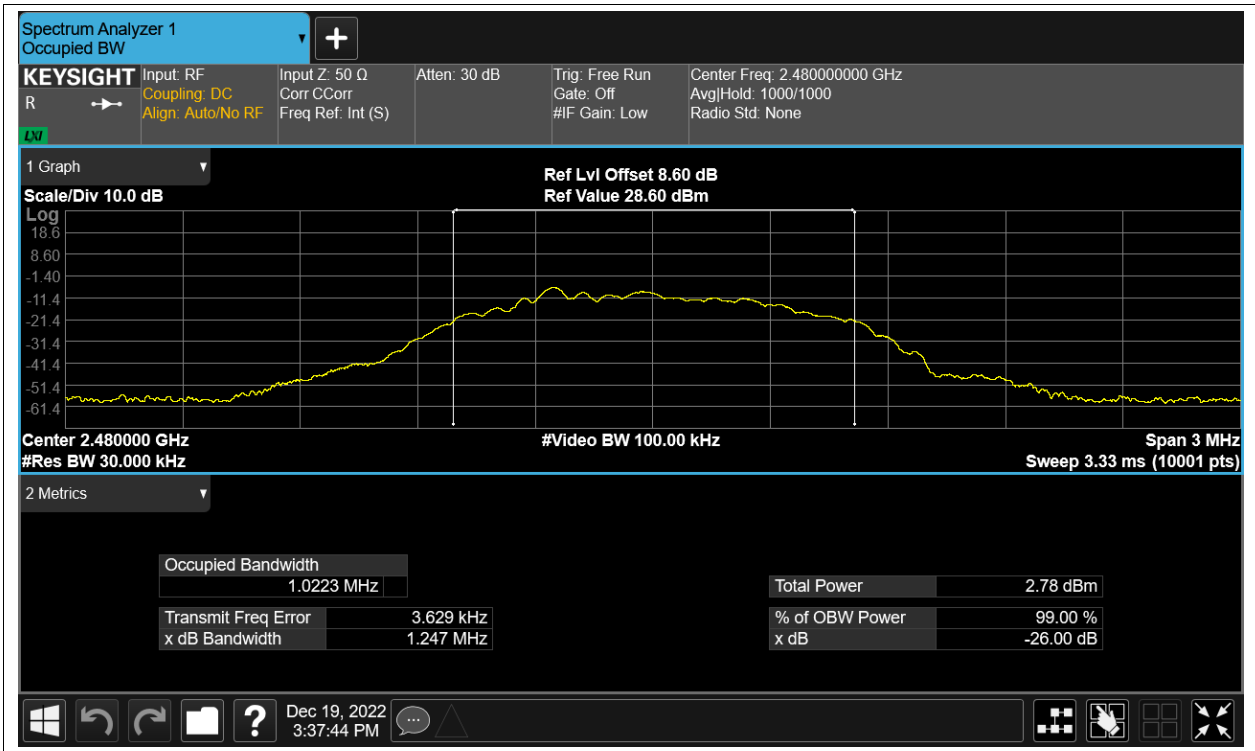 Spectrum Analyzer 1
Occupied BW
KEYSIGHT Input: RF Input Z: 50 Ω Atten: 30 dB Trig: Free Run Center Freq: 2.480000000 GHz
R Coupling: DC Corr CCorr Gate: Off Avg|Hold: 1000/1000
Align: Auto/No RF Freq Ref: Int (S) #IF Gain: Low Radio Std: None
LXI
1 Graph
Ref Lvl Offset 8.60 dB
Scale/Div 10.0 dB Ref Value 28.60 dBm
Log
18.6
8.60
-1.40
-11.4
-21.4
-31.4
-41.4
-51.4
-61.4
Center 2.480000 GHz #Video BW 100.00 kHz Span 3 MHz
#Res BW 30.000 kHz Sweep 3.33 ms (10001 pts)
2 Metrics
Occupied Bandwidth
1.0223 MHz Total Power 2.78 dBm
Transmit Freq Error 3.629 kHz % of OBW Power 99.00 %
x dB Bandwidth 1.247 MHz x dB -26.00 dB
? Dec 19, 2022
3:37:44 PM